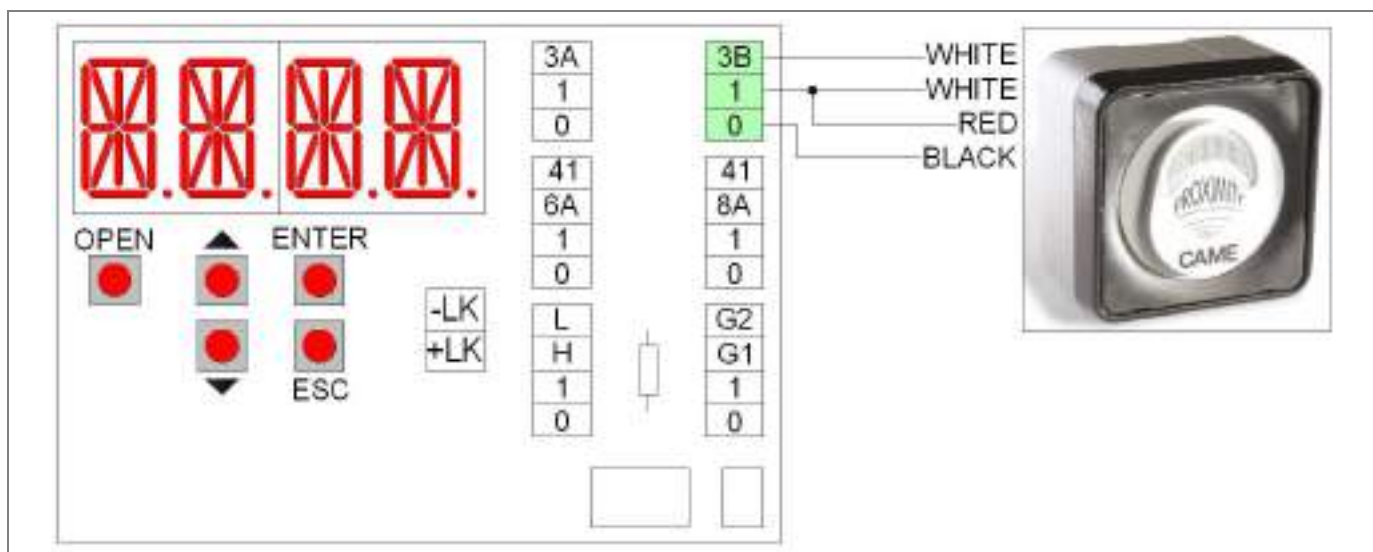 3A
1
0
3B
1
0
WHITE
WHITE
RED
BLACK
OPEN
ENTER
ESC
-LK
+LK
41
6A
1
0
41
8A
1
0
L
H
1
0
G2
G1
1
0
PROXIMITY
CAME